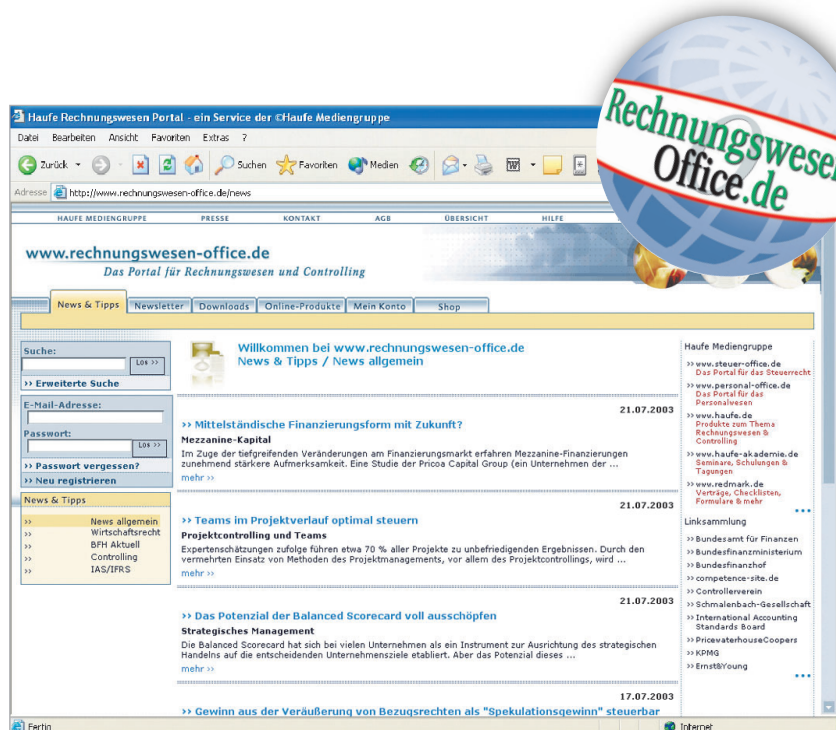 Rechnungswesen
Office.de
Haufe Rechnungswesen Portal - ein Service der ©Haufe Mediengruppe
Datei Bearbeiten Ansicht Favoriten Extras ?
Zurück Suchen Favoriten Medien
Adresse http://www.rechnungswesen-office.de/news
HAUFE MEDIENGRUPPE PRESSE KONTAKT AGB ÜBERSICHT HILFE
www.rechnungswesen-office.de
Das Portal für Rechnungswesen und Controlling
News & Tipps Newsletter Downloads Online-Produkte Mein Konto Shop
Suche:
Los >>
>> Erweiterte Suche
E-Mail-Adresse:
Passwort:
Los >>
>> Passwort vergessen?
>> Neu registrieren
News & Tipps
>> News allgemein
>> Wirtschaftsrecht
>> BFH Aktuell
>> Controlling
>> IAS/IFRS
Willkommen bei www.rechnungswesen-office.de
News & Tipps / News allgemein
21.07.2003
>> Mittelständische Finanzierungsform mit Zukunft?
Mezzanine-Kapital
Im Zuge der tiefgreifenden Veränderungen am Finanzierungsmarkt erfahren Mezzanine-Finanzierungen
zunehmend stärkere Aufmerksamkeit. Eine Studie der Pricoa Capital Group (ein Unternehmen der ...
mehr >>
21.07.2003
>> Teams im Projektverlauf optimal steuern
Projektcontrolling und Teams
Expertenschätzungen zufolge führen etwa 70 % aller Projekte zu unbefriedigenden Ergebnissen. Durch den
vermehrten Einsatz von Methoden des Projektmanagements, vor allem des Projektcontrollings, wird ...
mehr >>
21.07.2003
>> Das Potenzial der Balanced Scorecard voll ausschöpfen
Strategisches Management
Die Balanced Scorecard hat sich bei vielen Unternehmen als ein Instrument zur Ausrichtung des strategischen
Handelns auf die entscheidenden Unternehmensziele etabliert. Aber das Potenzial dieses ...
mehr >>
17.07.2003
>> Gewinn aus der Veräußerung von Bezugsrechten als "Spekulationsgewinn" steuerbar
Haufe Mediengruppe
>> www.steuer-office.de
Das Portal für das Steuerrecht
>> www.personal-office.de
Das Portal für das
Personalwesen
>> www.haufe.de
Produkte zum Thema
Rechnungswesen &
Controlling
>> www.haufe-akademie.de
Seminare, Schulungen &
Tagungen
>> www.redmark.de
Verträge, Checklisten,
Formulare & mehr
...
Linksammlung
>> Bundesamt für Finanzen
>> Bundesfinanzministerium
>> Bundesfinanzhof
>> competence-site.de
>> Controllerverein
>> Schmalenbach-Gesellschaft
>> International Accounting
Standards Board
>> PricewaterhouseCoopers
>> KPMG
>> Ernst&Young
...
Fertig Internet